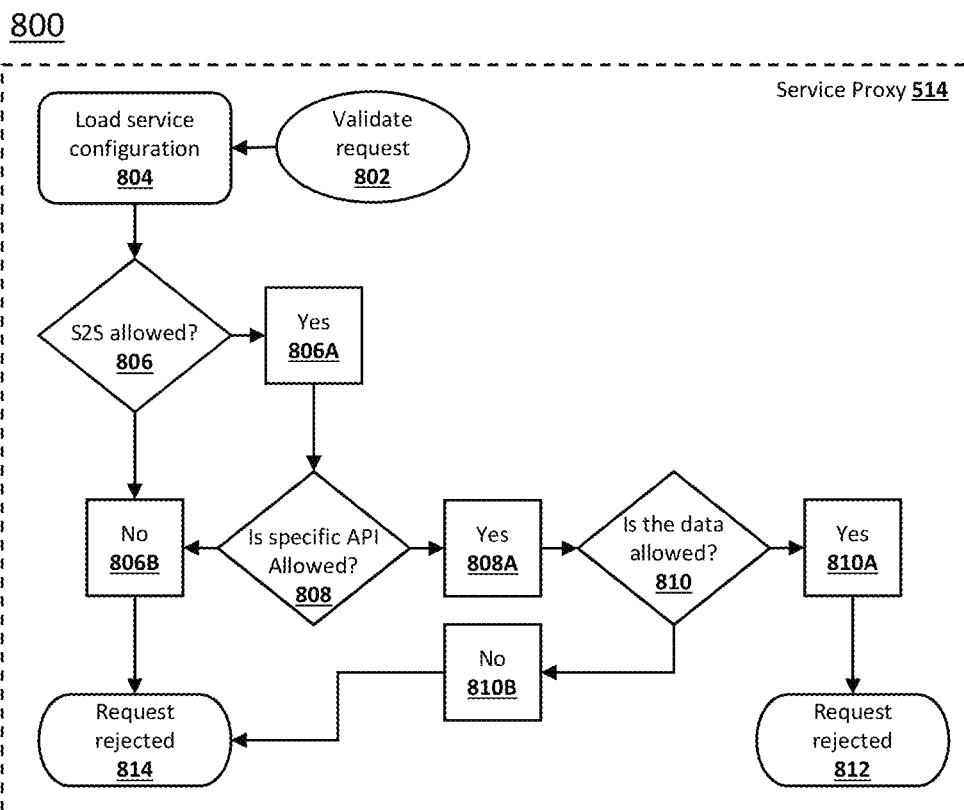 800
Service Proxy 514
Load service
configuration
804
Validate
request
802
S2S allowed?
806
Yes
806A
No
806B
Is specific API
Allowed?
808
Yes
808A
Is the data
allowed?
810
Yes
810A
No
810B
Request
rejected
814
Request
rejected
812